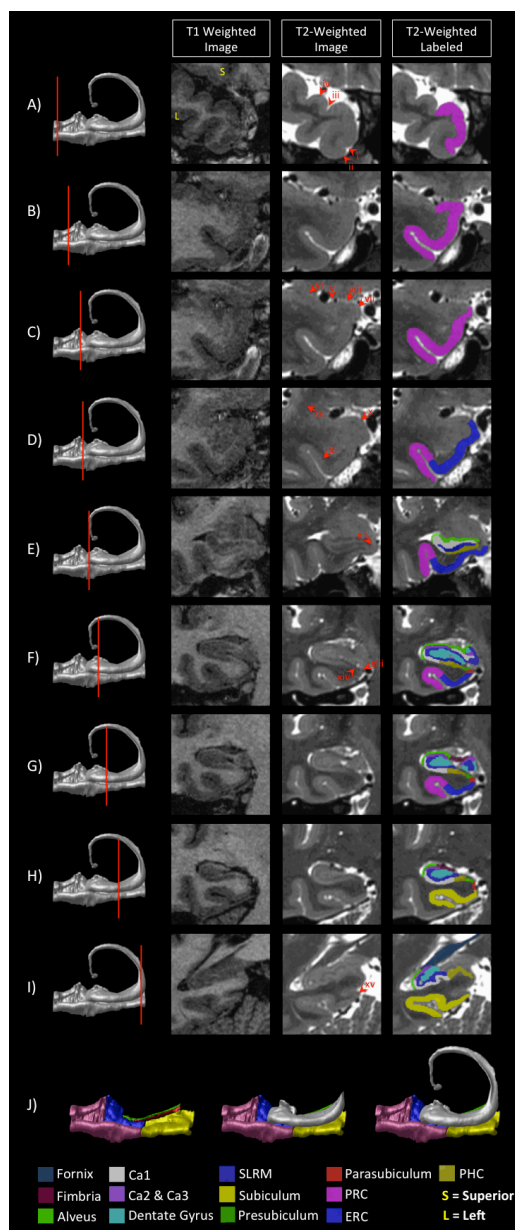 T1 Weighted Image
T2-Weighted Image
T2-Weighted Labeled
A)
S
L
iii
ii
B)
C)
D)
E)
F)
xiv
G)
H)
I)
xv
J)
Fornix
Ca1
SLRM
Parasubiculum
PHC
Fimbria
Ca2 & Ca3
Subiculum
PRC
S = Superior
Alveus
Dentate Gyrus
Presubiculum
ERC
L = Left